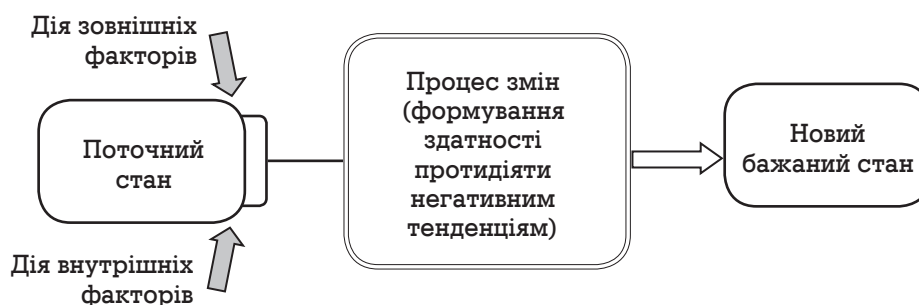 Дія зовнішніх
факторів
Поточний
стан
Дія внутрішніх
факторів
Процес змін
(формування
здатності
протидіяти
негативним
тенденціям)
Новий
бажаний стан